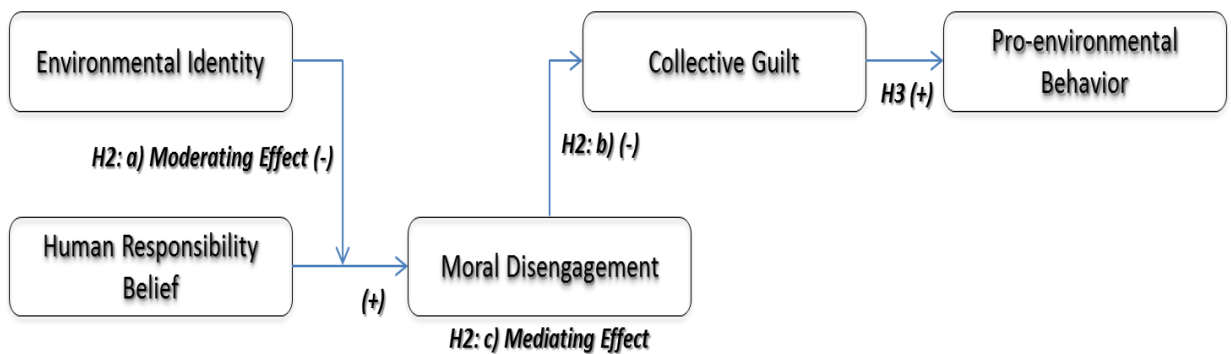 Environmental Identity
Collective Guilt
Pro-environmental
Behavior
H3 (+)
H2: a) Moderating Effect (-)
H2: b) (-)
Human Responsibility
Belief
Moral Disengagement
(+)
H2: c) Mediating Effect